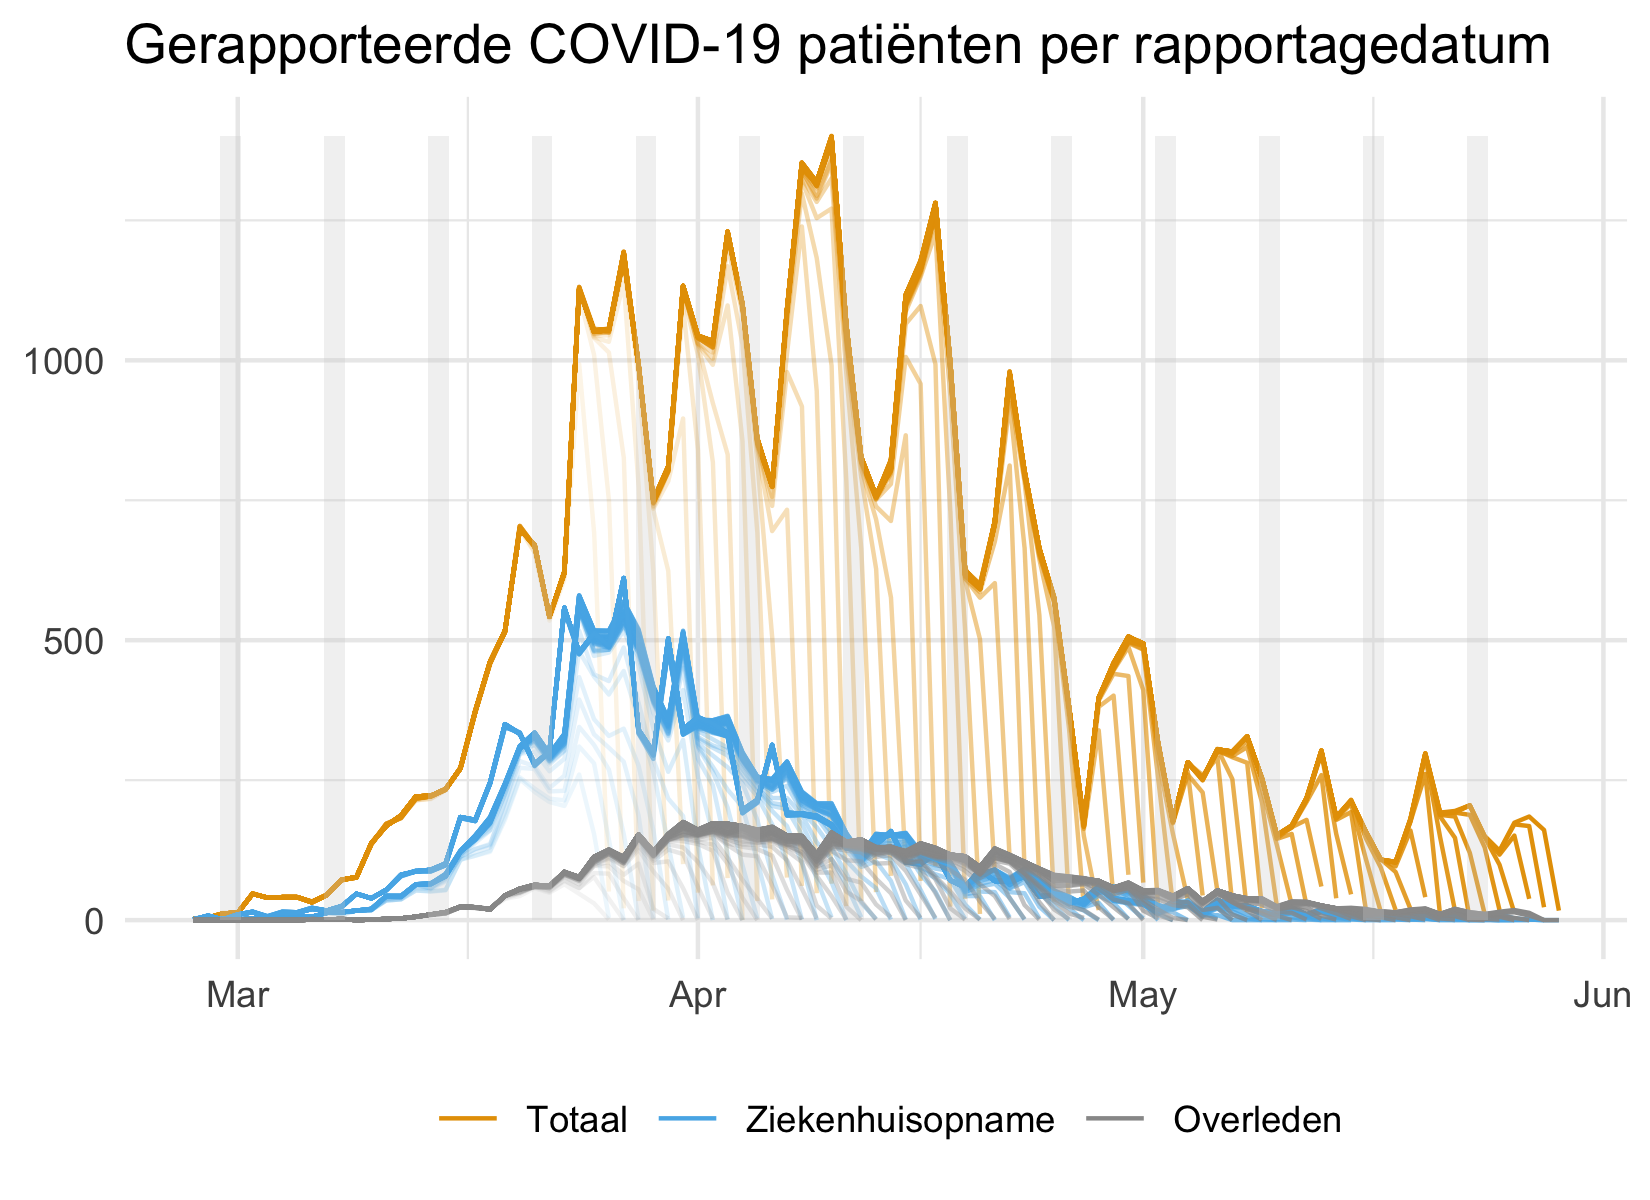 Gerapporteerde COVID-19 patiënten per rapportagedatum
1000
500
0
Mar Apr May Jun
Totaal Ziekenhuisopname Overleden